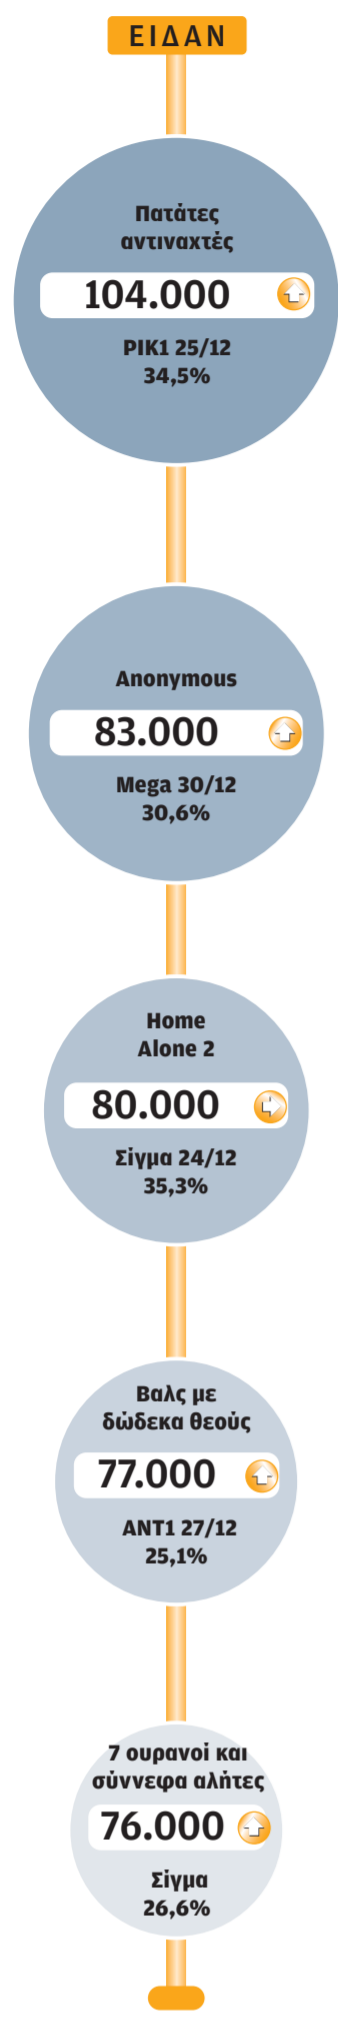 ΕΙΔΑΝ
Πατάτες
αντιναχτές
104.000
ΡΙΚ1 25/12
34,5%
Anonymous
83.000
Mega 30/12
30,6%
Home
Alone 2
80.000
Σίγμα 24/12
35,3%
Βαλς με
δώδεκα θεούς
77.000
ΑΝΤ1 27/12
25,1%
7 ουρανοί και
σύννεφα αλήτες
76.000
Σίγμα
26,6%